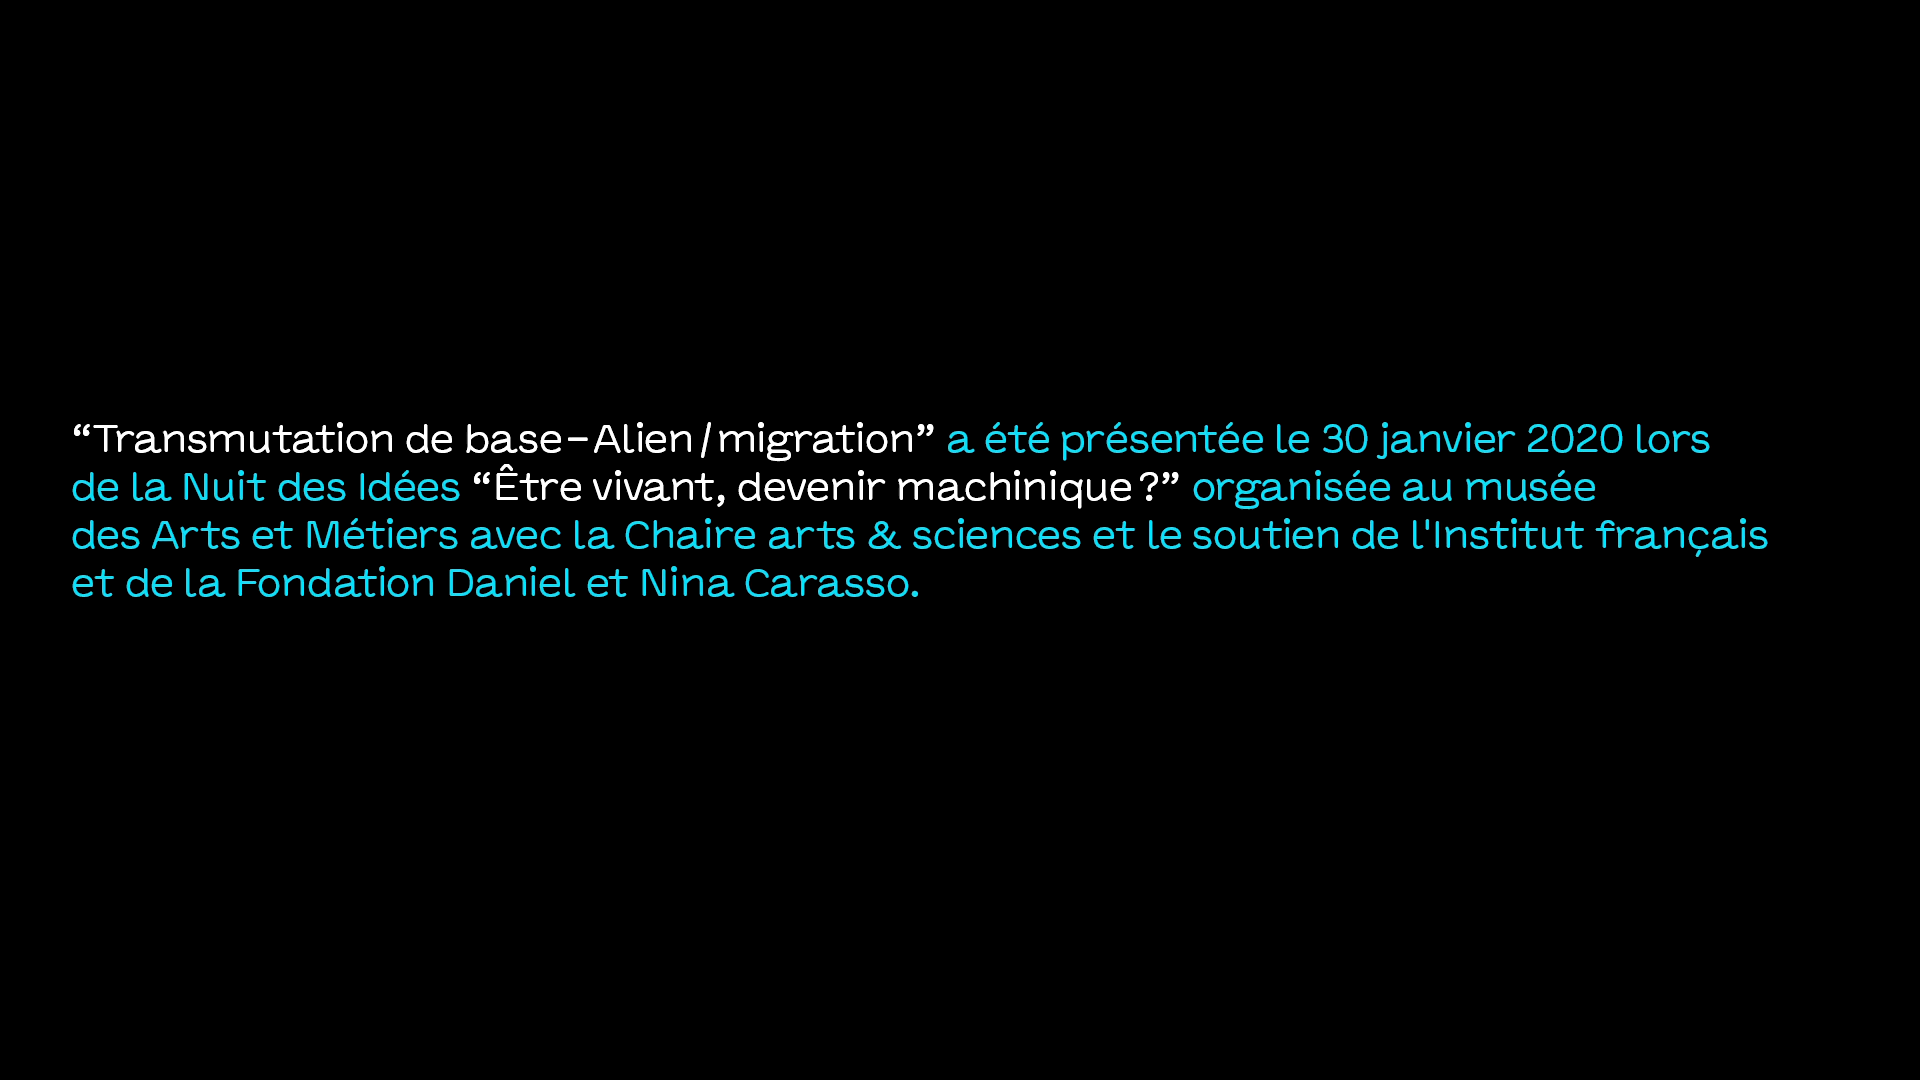 “Transmutation de base – Alien / migration” a été présentée le 30 janvier 2020 lors
de la Nuit des Idées “Être vivant, devenir machinique ?” organisée au musée
des Arts et Métiers avec la Chaire arts & sciences et le soutien de l'Institut français
et de la Fondation Daniel et Nina Carasso.